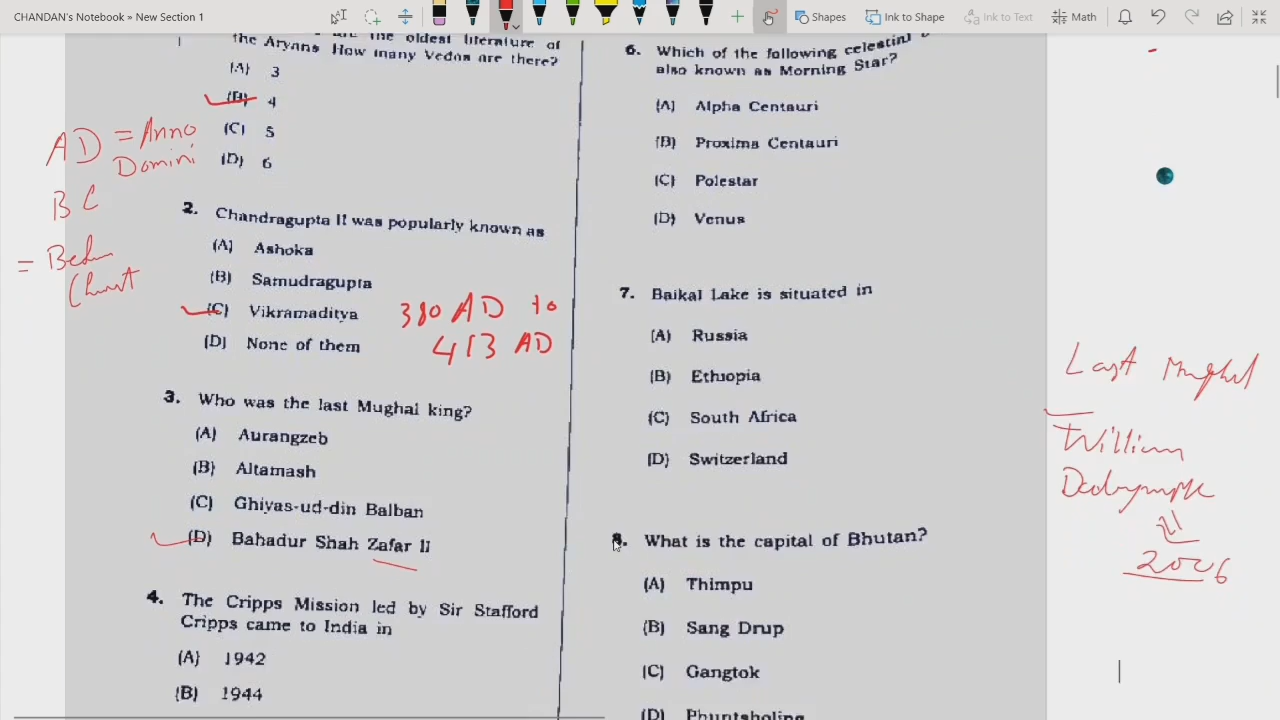 CHANDAN's Notebook » New Section 1
Shapes
Ink to Shape
Ink to Text
Math
are the oldest literature of
the Aryans How many Vedas are there?
(A) 3
(B) 4
(C) 5
(D) 6
AD = Anno
Domini
BC
2. Chandragupta II was popularly known as
(A) Ashoka
(B) Samudragupta
(C) Vikramaditya
(D) None of them
380 AD to
413 AD
3. Who was the last Mughal king?
(A) Aurangzeb
(B) Altamash
(C) Ghiyas-ud-din Balban
(D) Bahadur Shah Zafar II
4. The Cripps Mission led by Sir Stafford
Cripps came to India in
(A) 1942
(B) 1944
6. Which of the following celestial
also known as Morning Star?
(A) Alpha Centauri
(B) Proxima Centauri
(C) Polestar
(D) Venus
7. Baikal Lake is situated in
(A) Russia
(B) Ethiopia
(C) South Africa
(D) Switzerland
8. What is the capital of Bhutan?
(A) Thimpu
(B) Sang Drup
(C) Gangtok
(D) Phuntsholing
Last Mughal
William
2006